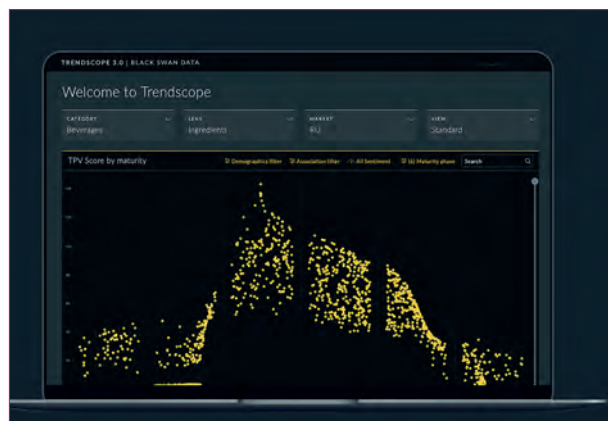 TRENDSCOPE 3.0 | BLACK SWAN DATA
Welcome to Trendscope
CATEGORY LENS MARKET VIEW
Beverages Ingredients RU Standard
TPV Score by maturity Demographics filter Association filter All Sentiment (6) Maturity phase Search